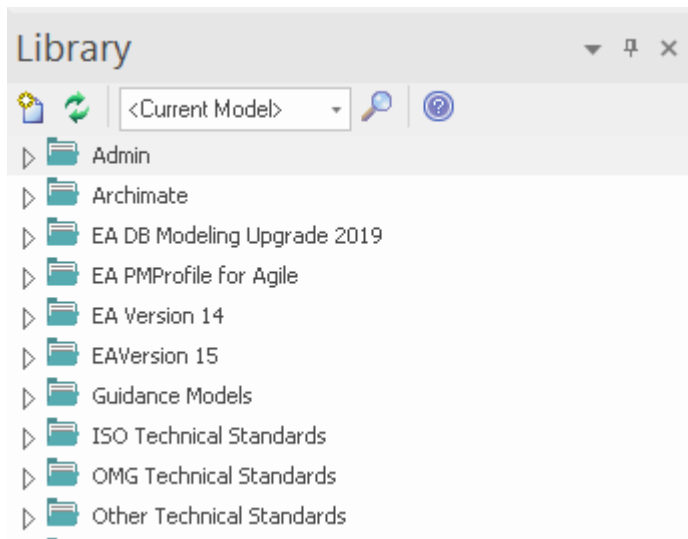 Library
<Current Model>
Admin
Archimate
EA DB Modeling Upgrade 2019
EA PMProfile for Agile
EA Version 14
EAVersion 15
Guidance Models
ISO Technical Standards
OMG Technical Standards
Other Technical Standards